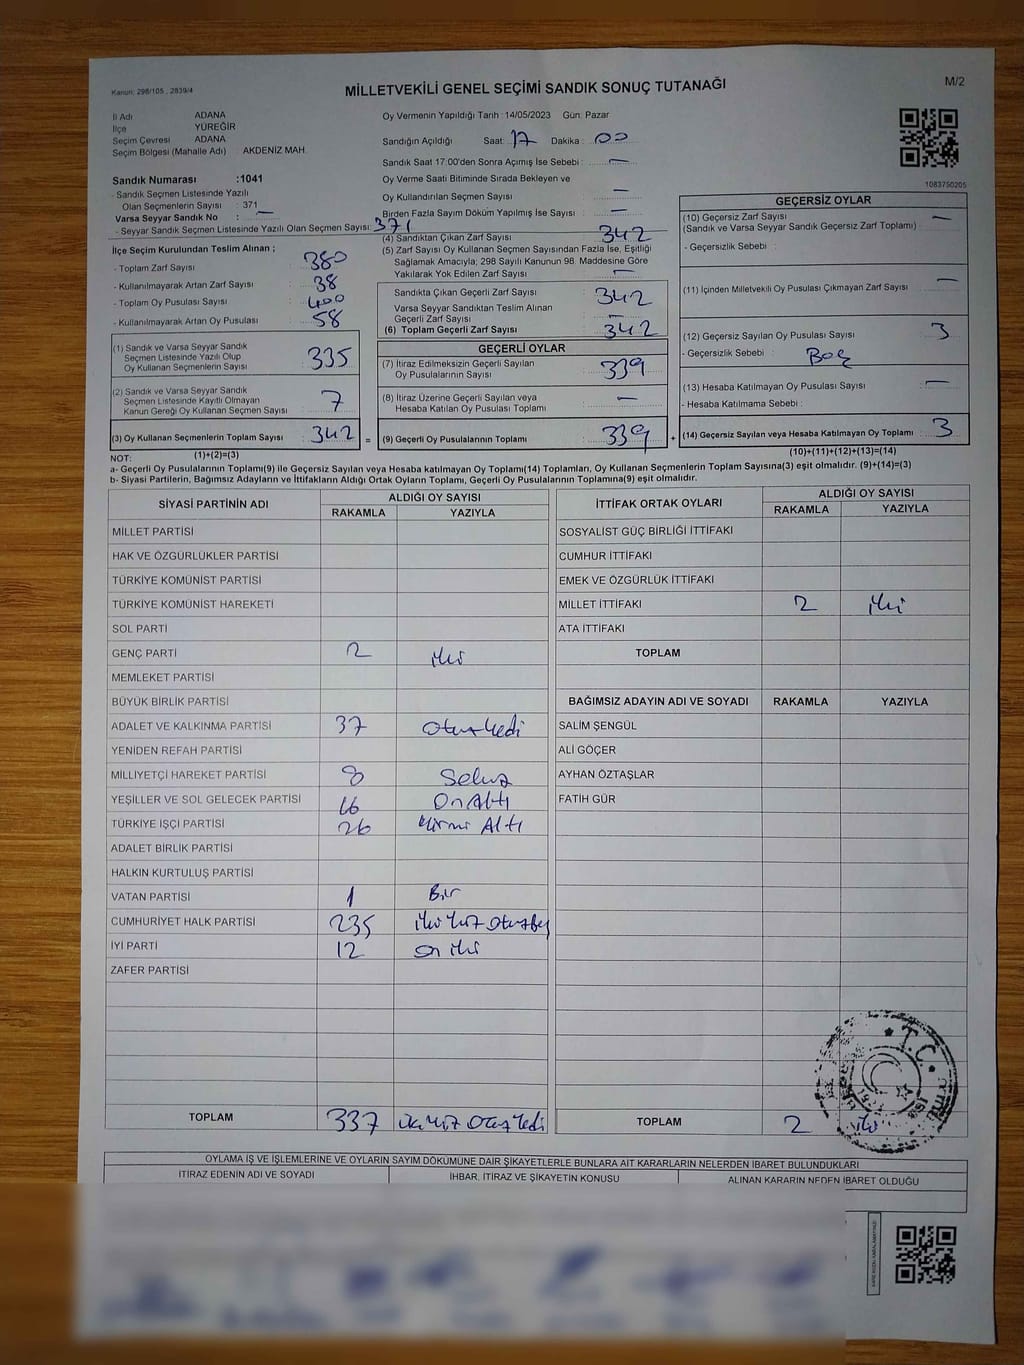 Kanun: 298/105 , 2839/4
MİLLETVEKİLİ GENEL SEÇİMİ SANDIK SONUÇ TUTANAĞI
M/2
İl Adı ADANA
İlçe YÜREĞİR
Seçim Çevresi ADANA
Seçim Bölgesi (Mahalle Adı) AKDENİZ MAH.
Sandık Numarası :1041
- Sandık Seçmen Listesinde Yazılı
Olan Seçmenlerin Sayısı : 371
Varsa Seyyar Sandık No : —
- Seyyar Sandık Seçmen Listesinde Yazılı Olan Seçmen Sayısı: 371
Oy Vermenin Yapıldığı Tarih :14/05/2023 Gün: Pazar
Sandığın Açıldığı Saat: 17 Dakika : 00
Sandık Saat 17:00'den Sonra Açımış İse Sebebi : —
Oy Verme Saati Bitiminde Sırada Bekleyen ve
Oy Kullandırılan Seçmen Sayısı —
Birden Fazla Sayım Döküm Yapılmış İse Sayısı : —
1083750205
İlçe Seçim Kurulundan Teslim Alınan ;
- Toplam Zarf Sayısı : 380
- Kullanılmayarak Artan Zarf Sayısı : 38
- Toplam Oy Pusulası Sayısı : 400
- Kullanılmayarak Artan Oy Pusulası : 58
(1) Sandık ve Varsa Seyyar Sandık
Seçmen Listesinde Yazılı Olup
Oy Kullanan Seçmenlerin Sayısı : 335
(2) Sandık ve Varsa Seyyar Sandık
Seçmen Listesinde Kayıtlı Olmayan
Kanun Gereği Oy Kullanan Seçmen Sayısı : 7
(3) Oy Kullanan Seçmenlerin Toplam Sayısı : 342 =
(1)+(2)=(3)
(4) Sandıktan Çıkan Zarf Sayısı 342
(5) Zarf Sayısı Oy Kullanan Seçmen Sayısından Fazla İse, Eşitliği
Sağlamak Amacıyla; 298 Sayılı Kanunun 98. Maddesine Göre
Yakılarak Yok Edilen Zarf Sayısı —
Sandıkta Çıkan Geçerli Zarf Sayısı 342
Varsa Seyyar Sandıktan Teslim Alınan
Geçerli Zarf Sayısı —
(6) Toplam Geçerli Zarf Sayısı 342
GEÇERLİ OYLAR
(7) İtiraz Edilmeksizin Geçerli Sayılan
Oy Pusulalarının Sayısı 339
(8) İtiraz Üzerine Geçerli Sayılan veya
Hesaba Katılan Oy Pusulası Toplamı —
(9) Geçerli Oy Pusulalarının Toplamı 339 +
GEÇERSİZ OYLAR
(10) Geçersiz Zarf Sayısı —
(Sandık ve Varsa Seyyar Sandık Geçersiz Zarf Toplamı)
- Geçersizlik Sebebi :
(11) İçinden Milletvekili Oy Pusulası Çıkmayan Zarf Sayısı —
(12) Geçersiz Sayılan Oy Pusulası Sayısı 3
- Geçersizlik Sebebi : Boş
(13) Hesaba Katılmayan Oy Pusulası Sayısı —
- Hesaba Katılmama Sebebi :
(14) Geçersiz Sayılan veya Hesaba Katılmayan Oy Toplamı 3
(10)+(11)+(12)+(13)=(14)
NOT:
a- Geçerli Oy Pusulalarının Toplamı(9) ile Geçersiz Sayılan veya Hesaba katılmayan Oy Toplamı(14) Toplamları, Oy Kullanan Seçmenlerin Toplam Sayısına(3) eşit olmalıdır. (9)+(14)=(3)
b- Siyasi Partilerin, Bağımsız Adayların ve İttifakların Aldığı Ortak Oyların Toplamı, Geçerli Oy Pusulalarının Toplamına(9) eşit olmalıdır.
SİYASİ PARTİNİN ADI ALDIĞI OY SAYISI
RAKAMLA YAZIYLA
MİLLET PARTİSİ
HAK VE ÖZGÜRLÜKLER PARTİSİ
TÜRKİYE KOMÜNİST PARTİSİ
TÜRKİYE KOMÜNİST HAREKETİ
SOL PARTİ
GENÇ PARTİ 2 iki
MEMLEKET PARTİSİ
BÜYÜK BİRLİK PARTİSİ
ADALET VE KALKINMA PARTİSİ 37 otuzYedi
YENİDEN REFAH PARTİSİ
MİLLİYETÇİ HAREKET PARTİSİ 8 Sekiz
YEŞİLLER VE SOL GELECEK PARTİSİ 16 OnAltı
TÜRKİYE İŞÇİ PARTİSİ 26 Yirmi Altı
ADALET BİRLİK PARTİSİ
HALKIN KURTULUŞ PARTİSİ
VATAN PARTİSİ 1 Bir
CUMHURİYET HALK PARTİSİ 235 iki Yüz otuzbeş
İYİ PARTİ 12 on iki
ZAFER PARTİSİ
TOPLAM 337 üçYüz otuzYedi
İTTİFAK ORTAK OYLARI ALDIĞI OY SAYISI
RAKAMLA YAZIYLA
SOSYALİST GÜÇ BİRLİĞİ İTTİFAKI
CUMHUR İTTİFAKI
EMEK VE ÖZGÜRLÜK İTTİFAKI
MİLLET İTTİFAKI 2 iki
ATA İTTİFAKI
TOPLAM
BAĞIMSIZ ADAYIN ADI VE SOYADI RAKAMLA YAZIYLA
SALİM ŞENGÜL
ALİ GÖÇER
AYHAN ÖZTAŞLAR
FATİH GÜR
TOPLAM 2 iki
T.C.
OYLAMA İŞ VE İŞLEMLERİNE VE OYLARIN SAYIM DÖKÜMÜNE DAİR ŞİKAYETLERLE BUNLARA AİT KARARLARIN NELERDEN İBARET BULUNDUKLARI
İTİRAZ EDENİN ADI VE SOYADI İHBAR, İTİRAZ VE ŞİKAYETİN KONUSU ALINAN KARARIN NEDEN İBARET OLDUĞU